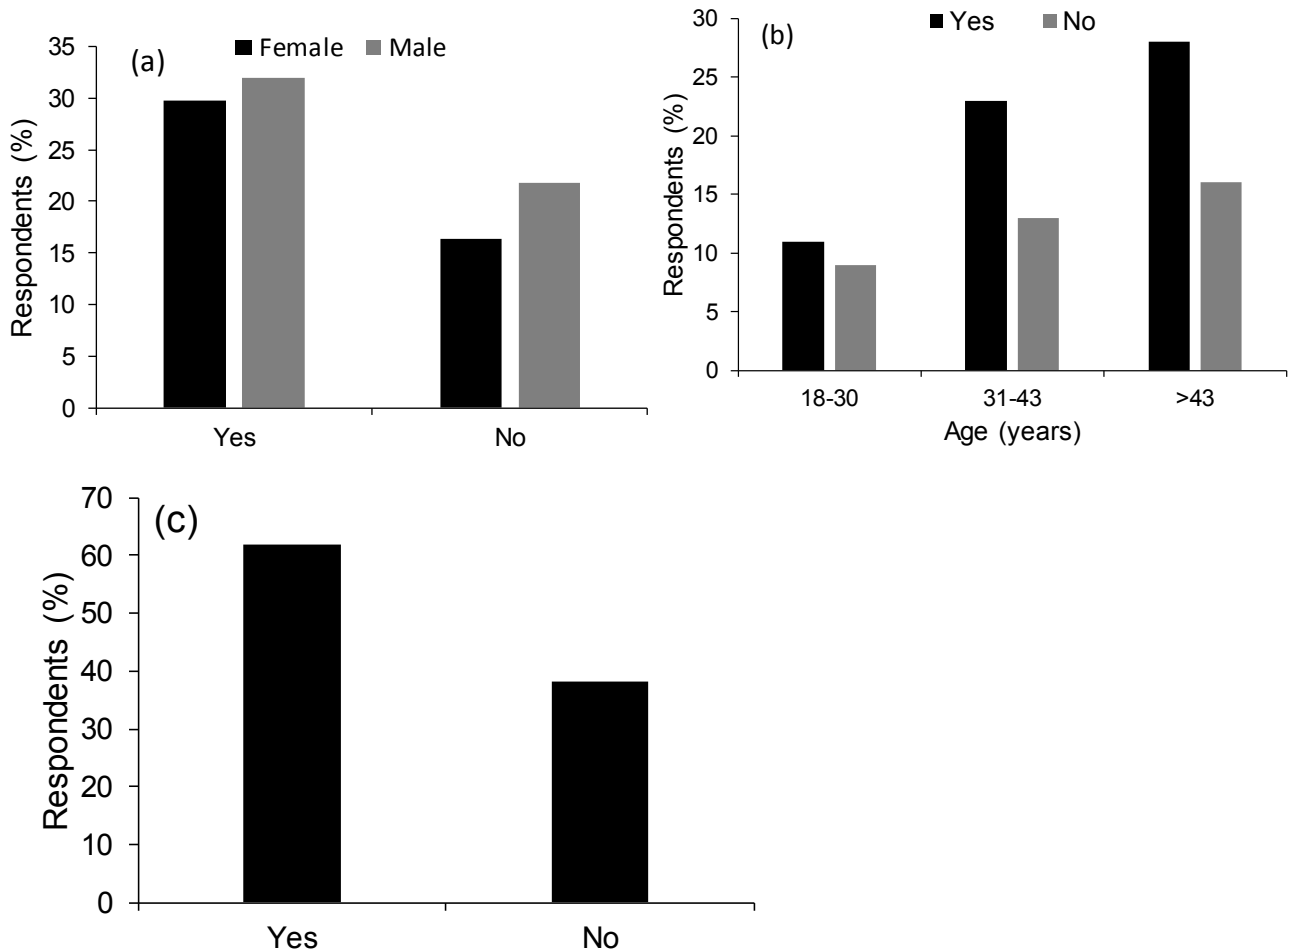 (a)
Female Male
35
30
25
20
15
10
5
0
Respondents (%)
Yes No
(b)
Yes No
30
25
20
15
10
5
0
Respondents (%)
18-30 31-43 >43
Age (years)
(c)
70
60
50
40
30
20
10
0
Respondents (%)
Yes No